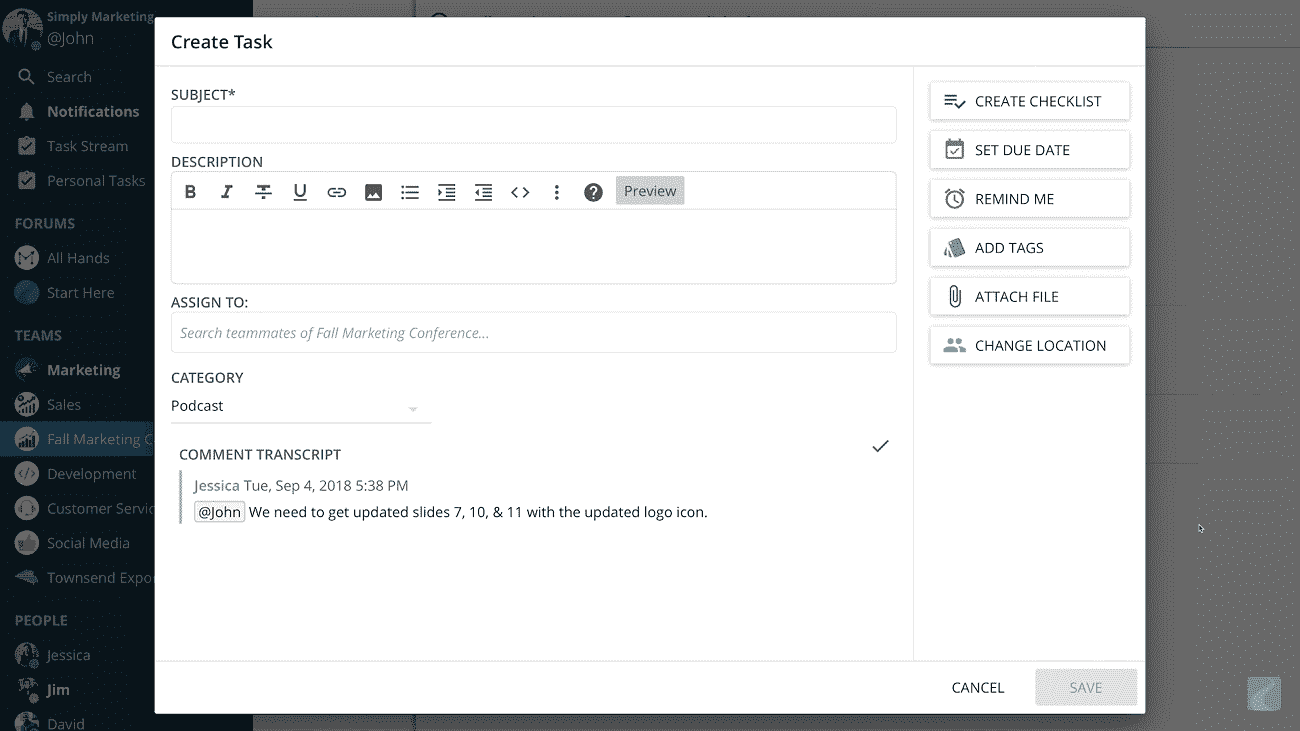 Simply Marketing
@John
Search
Notifications
Task Stream
Personal Tasks
FORUMS
All Hands
Start Here
TEAMS
Marketing
Sales
Fall Marketing C
Development
Customer Servic
Social Media
Townsend Expo
PEOPLE
Jessica
Jim
David
Create Task
SUBJECT*
DESCRIPTION
B I T U <> ? Preview
ASSIGN TO:
Search teammates of Fall Marketing Conference...
CATEGORY
Podcast
COMMENT TRANSCRIPT
Jessica Tue, Sep 4, 2018 5:38 PM
@John We need to get updated slides 7, 10, & 11 with the updated logo icon.
CREATE CHECKLIST
SET DUE DATE
REMIND ME
ADD TAGS
ATTACH FILE
CHANGE LOCATION
CANCEL
SAVE